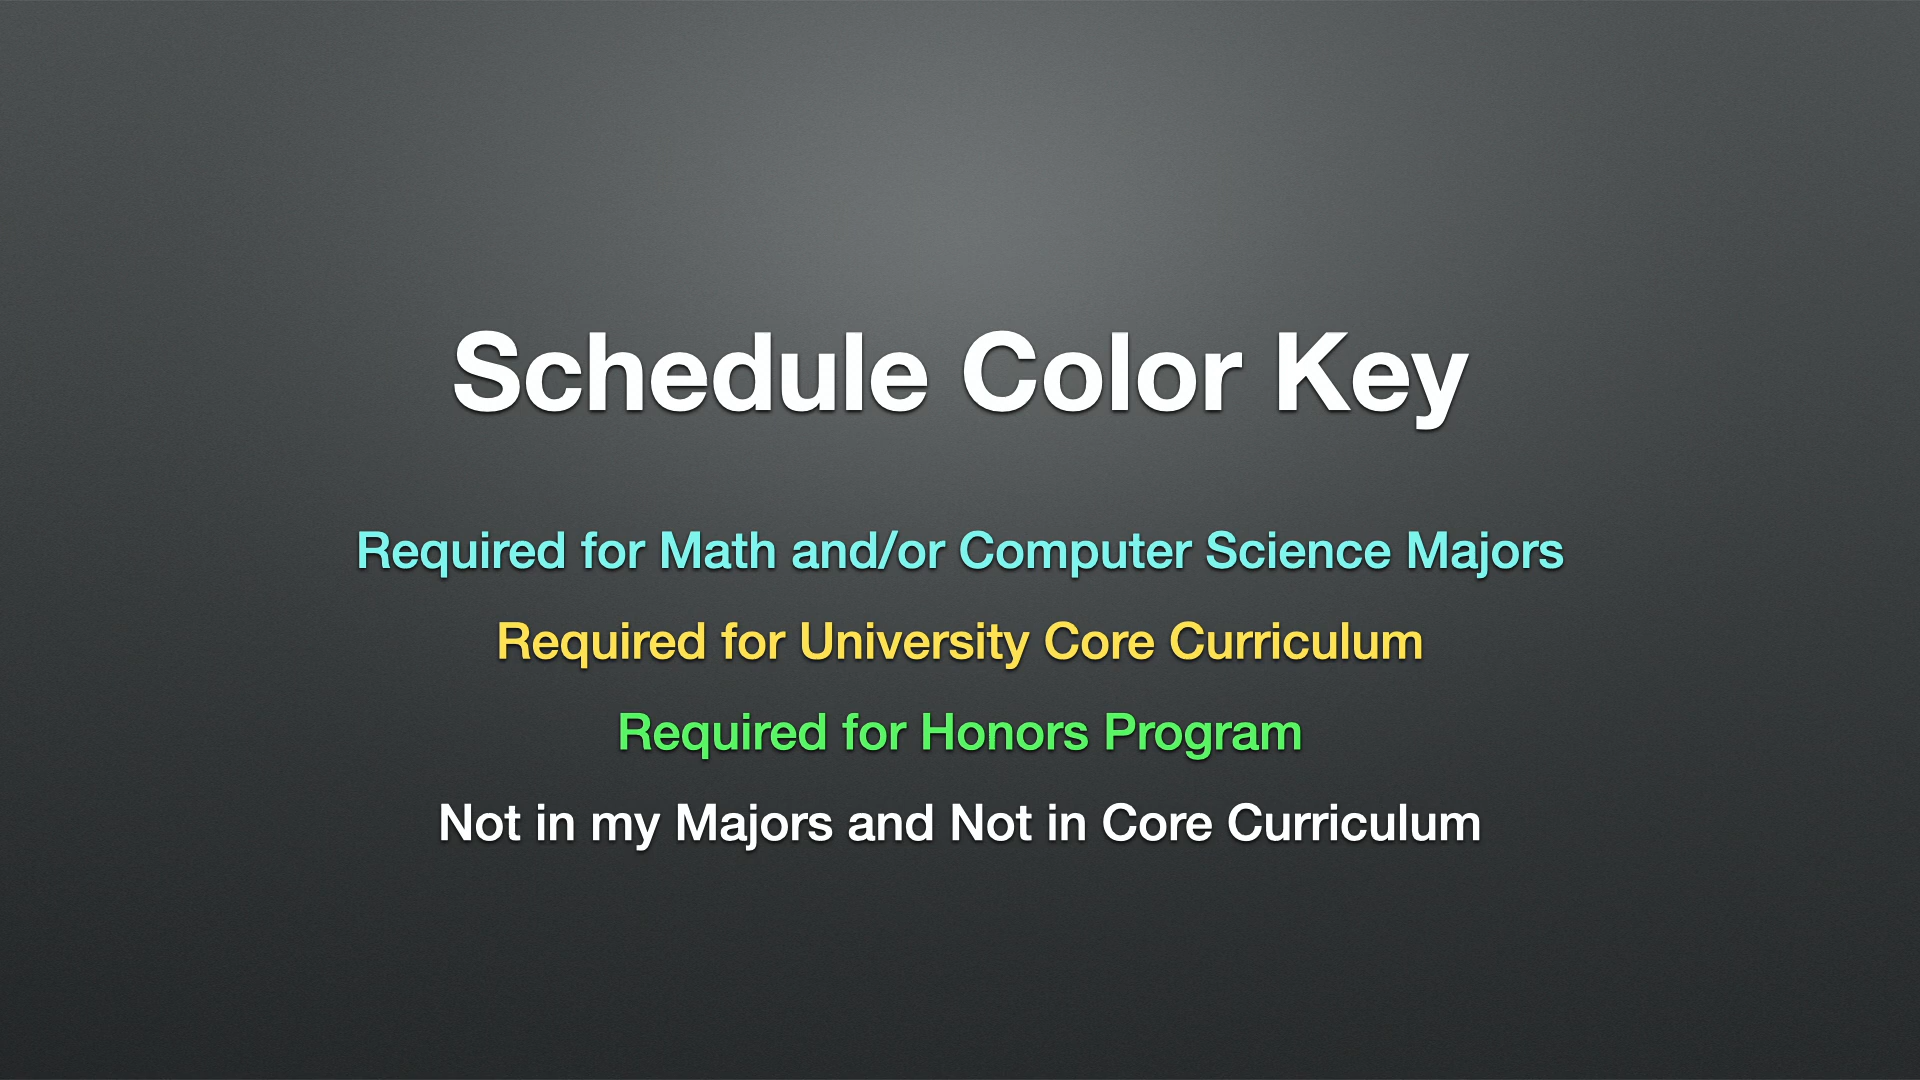 Schedule Color Key
Required for Math and/or Computer Science Majors
Required for University Core Curriculum
Required for Honors Program
Not in my Majors and Not in Core Curriculum